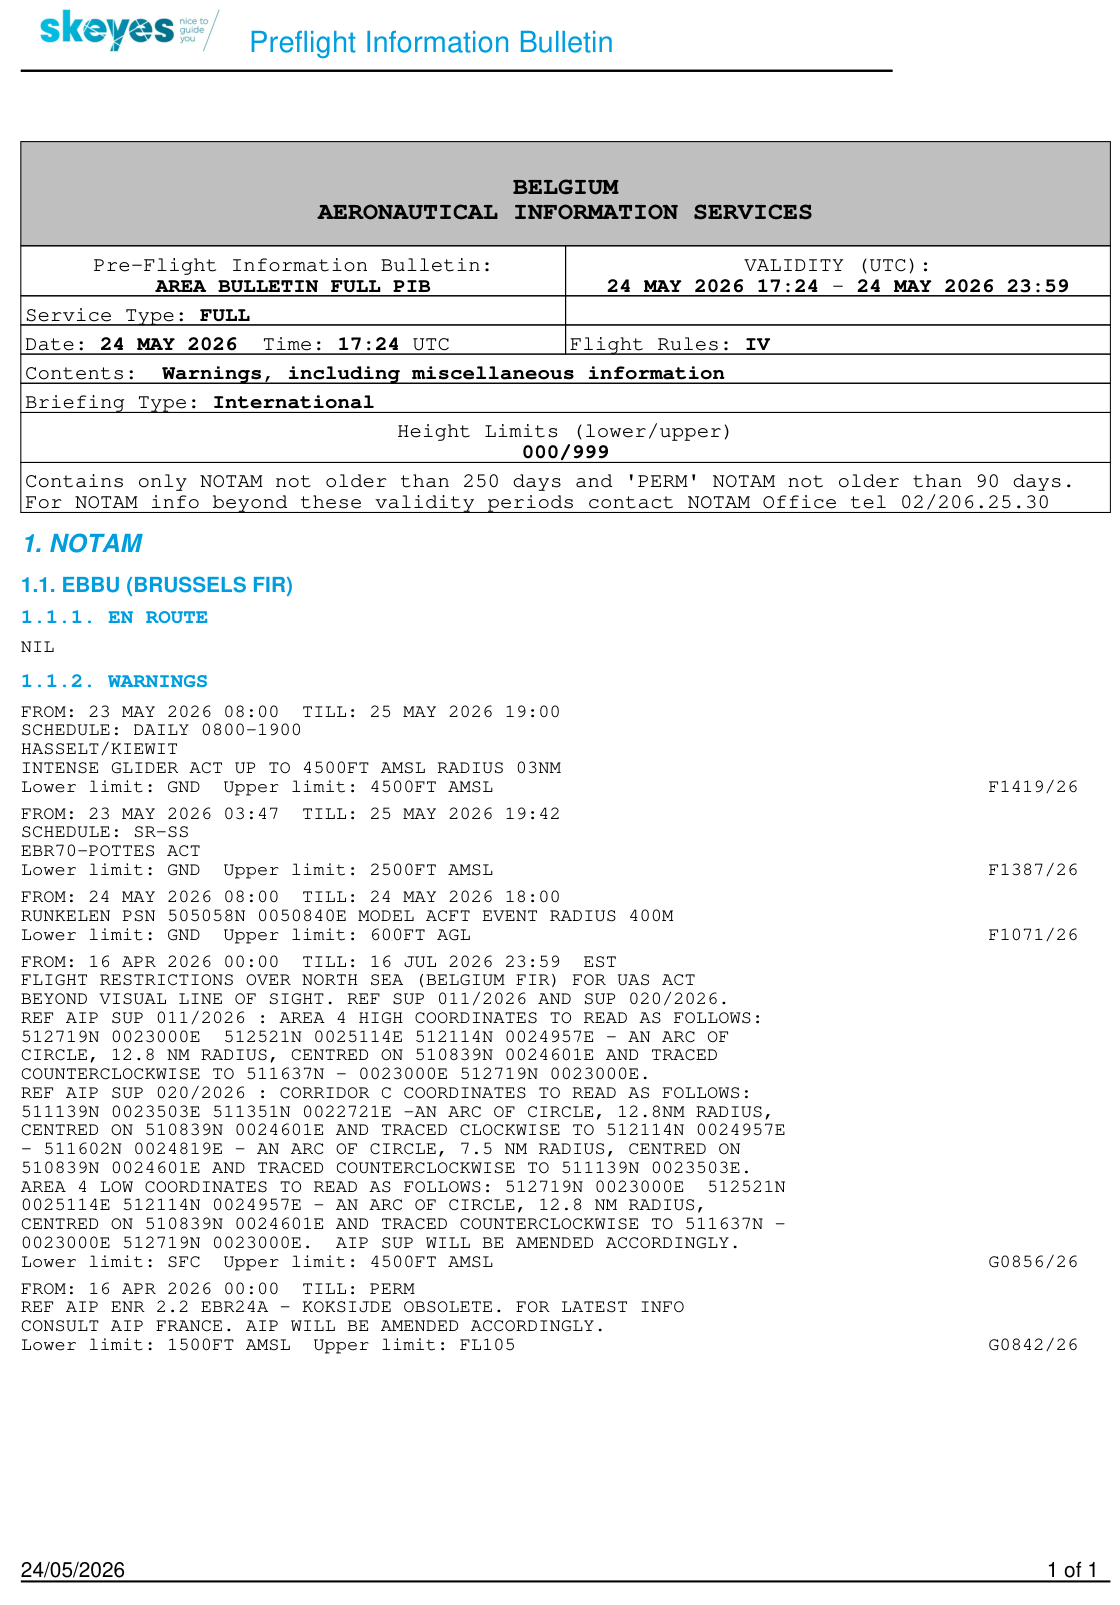 skeyes nice to guide you
Preflight Information Bulletin
BELGIUM
AERONAUTICAL INFORMATION SERVICES
Pre-Flight Information Bulletin:
AREA BULLETIN FULL PIB
VALIDITY (UTC):
24 MAY 2026 17:24 - 24 MAY 2026 23:59
Service Type: FULL
Date: 24 MAY 2026  Time: 17:24 UTC
Flight Rules: IV
Contents:  Warnings, including miscellaneous information
Briefing Type: International
Height Limits (lower/upper)
000/999
Contains only NOTAM not older than 250 days and 'PERM' NOTAM not older than 90 days.
For NOTAM info beyond these validity periods contact NOTAM Office tel 02/206.25.30
1. NOTAM
1.1. EBBU (BRUSSELS FIR)
1.1.1. EN ROUTE
NIL
1.1.2. WARNINGS
FROM: 23 MAY 2026 08:00  TILL: 25 MAY 2026 19:00
SCHEDULE: DAILY 0800-1900
HASSELT/KIEWIT
INTENSE GLIDER ACT UP TO 4500FT AMSL RADIUS 03NM
Lower limit: GND  Upper limit: 4500FT AMSL F1419/26
FROM: 23 MAY 2026 03:47  TILL: 25 MAY 2026 19:42
SCHEDULE: SR-SS
EBR70-POTTES ACT
Lower limit: GND  Upper limit: 2500FT AMSL F1387/26
FROM: 24 MAY 2026 08:00  TILL: 24 MAY 2026 18:00
RUNKELEN PSN 505058N 0050840E MODEL ACFT EVENT RADIUS 400M
Lower limit: GND  Upper limit: 600FT AGL F1071/26
FROM: 16 APR 2026 00:00  TILL: 16 JUL 2026 23:59  EST
FLIGHT RESTRICTIONS OVER NORTH SEA (BELGIUM FIR) FOR UAS ACT
BEYOND VISUAL LINE OF SIGHT. REF SUP 011/2026 AND SUP 020/2026.
REF AIP SUP 011/2026 : AREA 4 HIGH COORDINATES TO READ AS FOLLOWS:
512719N 0023000E  512521N 0025114E 512114N 0024957E - AN ARC OF
CIRCLE, 12.8 NM RADIUS, CENTRED ON 510839N 0024601E AND TRACED
COUNTERCLOCKWISE TO 511637N - 0023000E 512719N 0023000E.
REF AIP SUP 020/2026 : CORRIDOR C COORDINATES TO READ AS FOLLOWS:
511139N 0023503E 511351N 0022721E -AN ARC OF CIRCLE, 12.8NM RADIUS,
CENTRED ON 510839N 0024601E AND TRACED CLOCKWISE TO 512114N 0024957E
- 511602N 0024819E - AN ARC OF CIRCLE, 7.5 NM RADIUS, CENTRED ON
510839N 0024601E AND TRACED COUNTERCLOCKWISE TO 511139N 0023503E.
AREA 4 LOW COORDINATES TO READ AS FOLLOWS: 512719N 0023000E  512521N
0025114E 512114N 0024957E - AN ARC OF CIRCLE, 12.8 NM RADIUS,
CENTRED ON 510839N 0024601E AND TRACED COUNTERCLOCKWISE TO 511637N -
0023000E 512719N 0023000E.  AIP SUP WILL BE AMENDED ACCORDINGLY.
Lower limit: SFC  Upper limit: 4500FT AMSL G0856/26
FROM: 16 APR 2026 00:00  TILL: PERM
REF AIP ENR 2.2 EBR24A - KOKSIJDE OBSOLETE. FOR LATEST INFO
CONSULT AIP FRANCE. AIP WILL BE AMENDED ACCORDINGLY.
Lower limit: 1500FT AMSL  Upper limit: FL105 G0842/26
24/05/2026 1 of 1